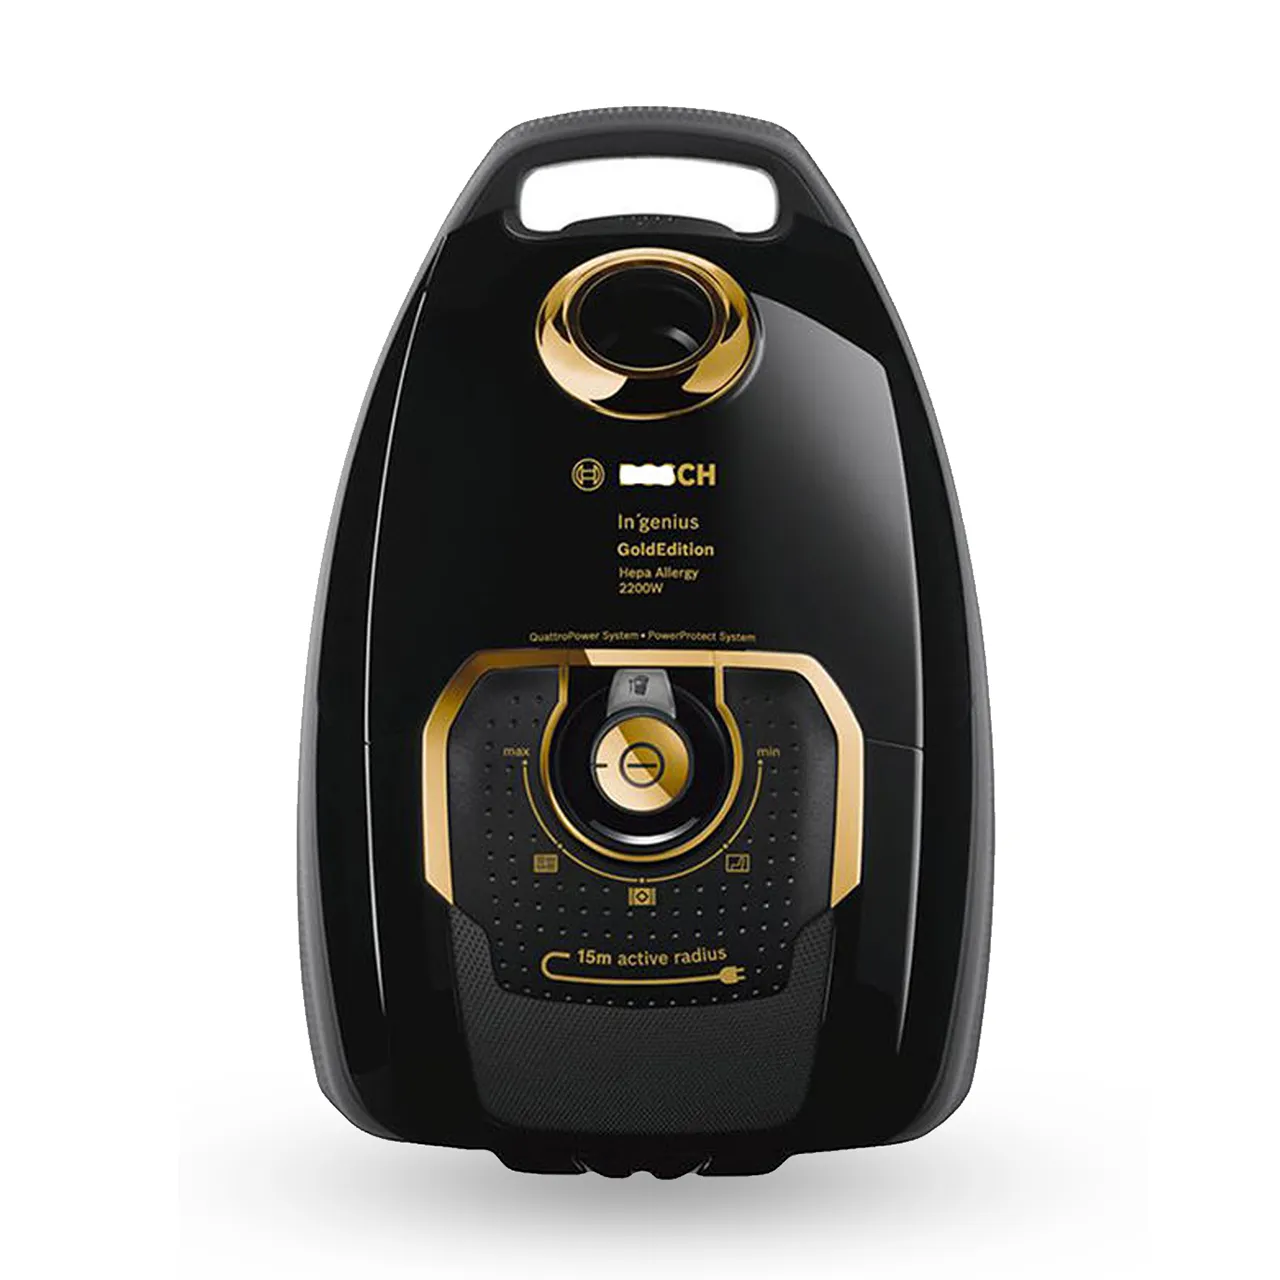 CH
In'genius
GoldEdition
Hepa Allergy
2200W
QuattroPower System • PowerProtect System
max
min
15m active radius